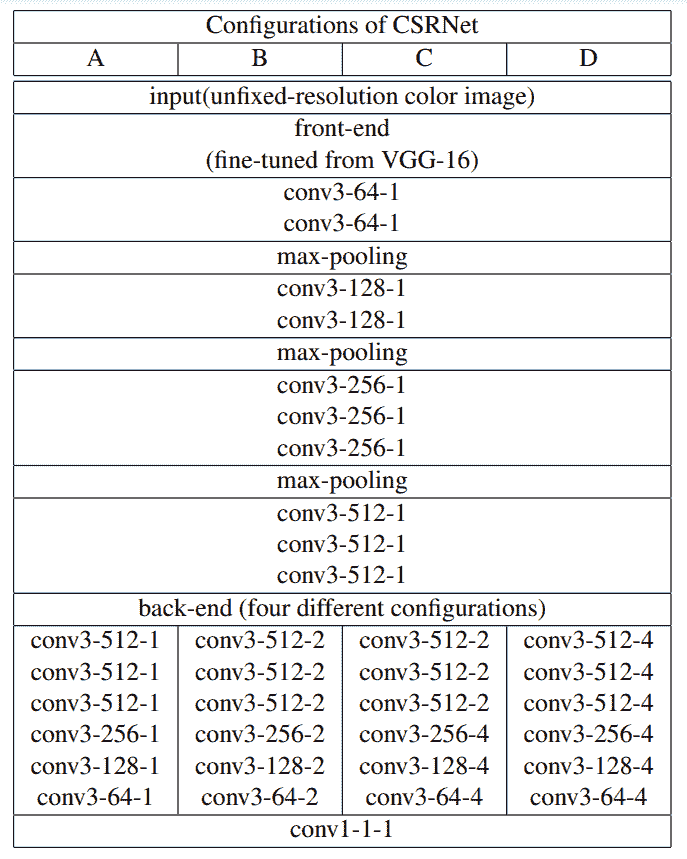 Configurations of CSRNet
A B C D
input(unfixed-resolution color image)
front-end
(fine-tuned from VGG-16)
conv3-64-1
conv3-64-1
max-pooling
conv3-128-1
conv3-128-1
max-pooling
conv3-256-1
conv3-256-1
conv3-256-1
max-pooling
conv3-512-1
conv3-512-1
conv3-512-1
back-end (four different configurations)
conv3-512-1 conv3-512-2 conv3-512-2 conv3-512-4
conv3-512-1 conv3-512-2 conv3-512-2 conv3-512-4
conv3-512-1 conv3-512-2 conv3-512-2 conv3-512-4
conv3-256-1 conv3-256-2 conv3-256-4 conv3-256-4
conv3-128-1 conv3-128-2 conv3-128-4 conv3-128-4
conv3-64-1 conv3-64-2 conv3-64-4 conv3-64-4
conv1-1-1